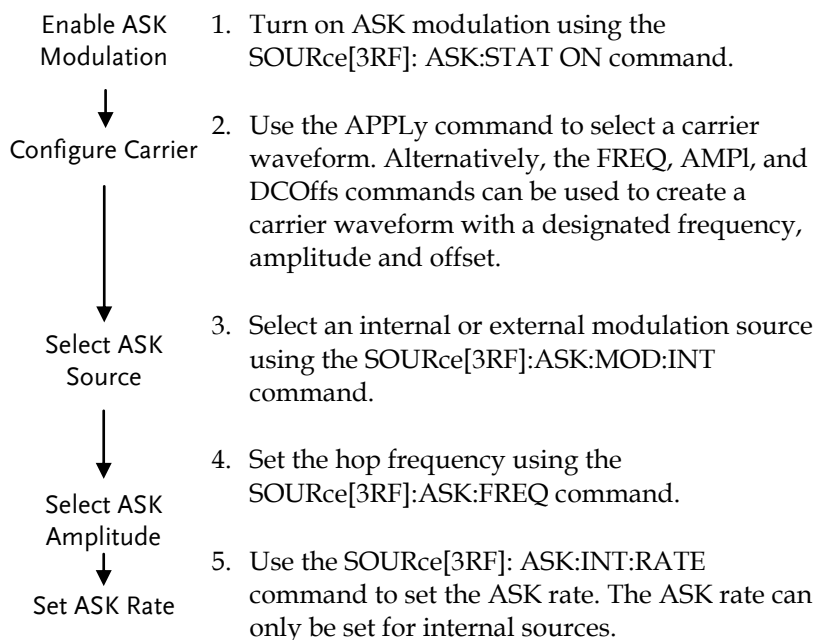 Enable ASK
Modulation
1. Turn on ASK modulation using the
SOURce[3RF]: ASK:STAT ON command.
Configure Carrier
2. Use the APPLy command to select a carrier
waveform. Alternatively, the FREQ, AMPl, and
DCOffs commands can be used to create a
carrier waveform with a designated frequency,
amplitude and offset.
Select ASK
Source
3. Select an internal or external modulation source
using the SOURce[3RF]:ASK:MOD:INT
command.
Select ASK
Amplitude
4. Set the hop frequency using the
SOURce[3RF]:ASK:FREQ command.
Set ASK Rate
5. Use the SOURce[3RF]: ASK:INT:RATE
command to set the ASK rate. The ASK rate can
only be set for internal sources.